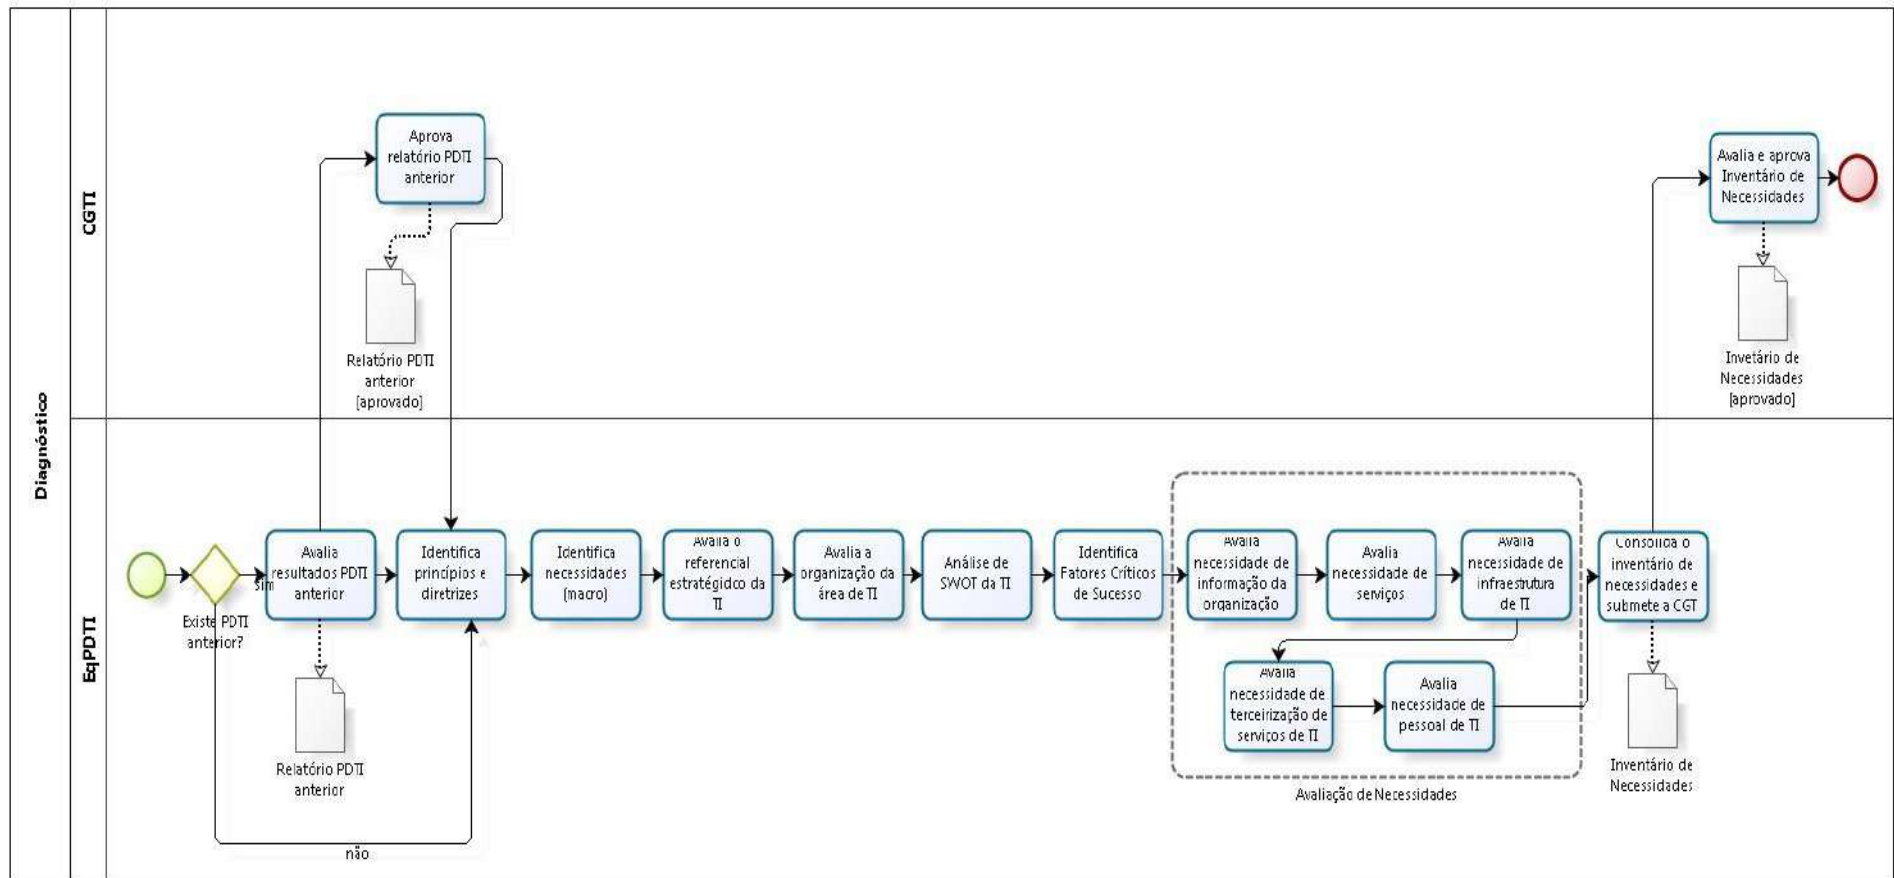 Diagnóstico
CGTI
Aprova
relatório PDTI
anterior
Relatório PDTI
anterior
[aprovado]
Avalia e aprova
Inventário de
Necessidades
Invetário de
Necessidades
[aprovado]
EqPDTI
Existe PDTI
anterior?
sim
não
Avalia
resultados PDTI
anterior
Relatório PDTI
anterior
Identifica
princípios e
diretrizes
Identifica
necessidades
(macro)
Avalia o
referencial
estratégidco da
TI
Avalia a
organização da
área de TI
Análise de
SWOT da TI
Identifica
Fatores Críticos
de Sucesso
Avalia
necessidade de
informação da
organização
Avalia
necessidade de
serviços
Avalia
necessidade de
infraestrutura
de TI
Avalia
necessidade de
terceirização de
serviços de TI
Avalia
necessidade de
pessoal de TI
Avaliação de Necessidades
Consolida o
inventário de
necessidades e
submete a CGT
Inventário de
Necessidades